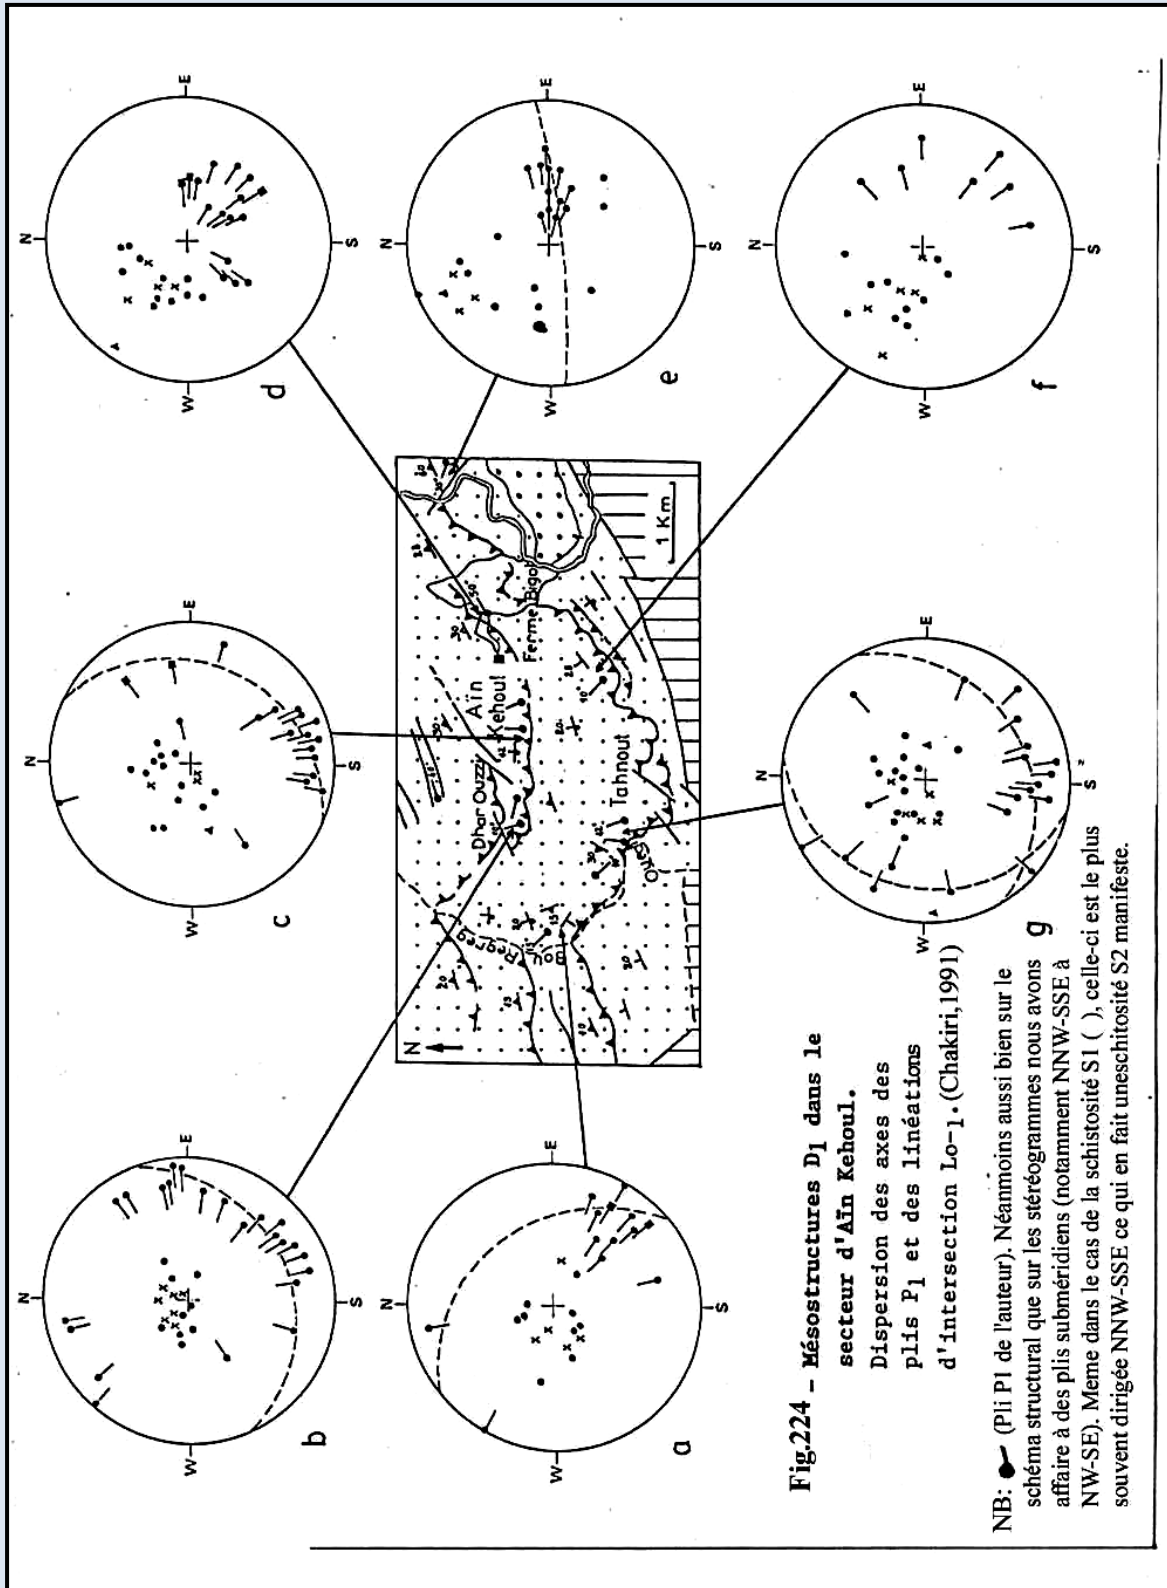 N
E
S
W
b
N
E
S
W
c
N
E
S
W
d
N
E
S
W
a
N
E
S
W
g
N
E
S
W
e
N
E
S
W
f
N
Bou
Regreg
Dhar Ouzzi
Aïn
Kehoul
Ferme Bigot
Tahnout
Oued
1 Km
Fig.224 – Mésostructures D1 dans le
secteur d'Aïn Kehoul.
Dispersion des axes des
plis P1 et des linéations
d'intersection Lo-1.(Chakiri,1991)
NB: (Pli P1 de l'auteur). Néanmoins aussi bien sur le
schéma structural que sur les stéréogrammes nous avons
affaire à des plis subméridiens (notamment NNW-SSE à
NW-SE). Meme dans le cas de la schistosité S1 ( ), celle-ci est le plus
souvent dirigée NNW-SSE ce qui en fait uneschitosité S2 manifeste.